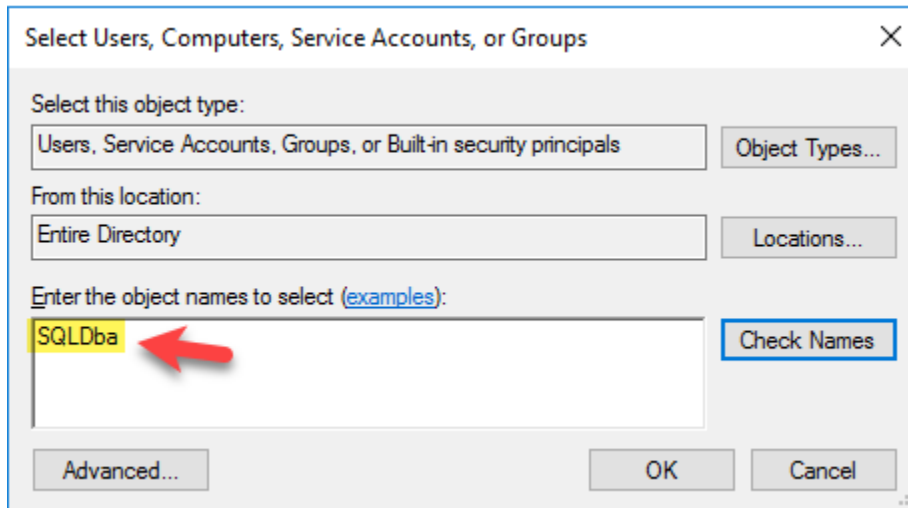 Select Users, Computers, Service Accounts, or Groups
Select this object type:
Users, Service Accounts, Groups, or Built-in security principals
Object Types...
From this location:
Entire Directory
Locations...
Enter the object names to select (examples):
SQLDba
Check Names
Advanced...
OK
Cancel